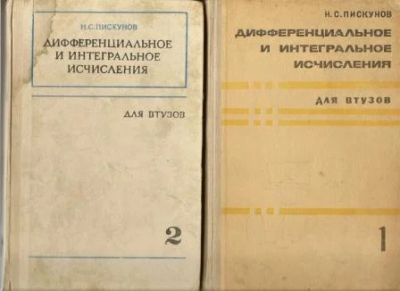 Н.С.ПИСКУНОВ
ДИФФЕРЕНЦИАЛЬНОЕ
И ИНТЕГРАЛЬНОЕ
ИСЧИСЛЕНИЯ
ДЛЯ ВТУЗОВ
2
Н.С.ПИСКУНОВ
ДИФФЕРЕНЦИАЛЬНОЕ
И ИНТЕГРАЛЬНОЕ
ИСЧИСЛЕНИЯ
ДЛЯ ВТУЗОВ
1